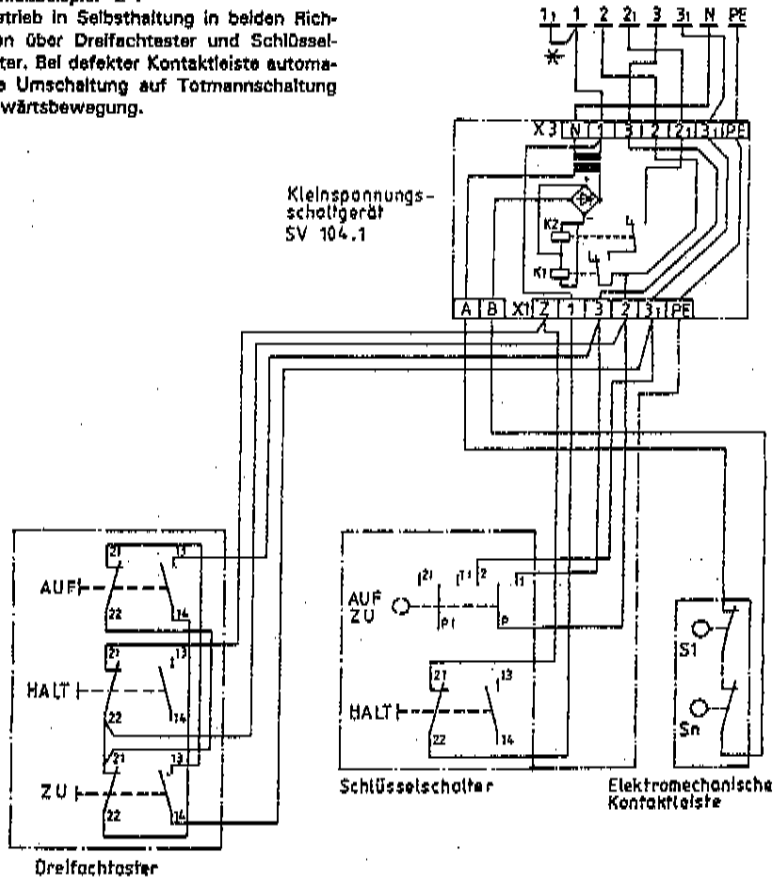 trieb in Selbsthaltung in beiden Rich-
en über Dreifachtaster und Schlüssel-
ter. Bei defekter Kontaktleiste automa-
e Umschaltung auf Totmannschaltung
wärtsbewegung.
11 1 2 21 3 31 N PE
X3 N 1 3 2 21 31 PE
Kleinspannungs-
schaltgerät
SV 104.1
K2
K1
A B X1 Z 1 3 2 31 PE
21 13
AUF
22 14
21 13
HALT
22 14
21 13
ZU
22 14
Dreifachtaster
21 11 2 1
AUF
ZU
P1 P
21 13
HALT
22 14
Schlüsselschalter
S1
Sn
Elektromechanische
Kontaktleiste